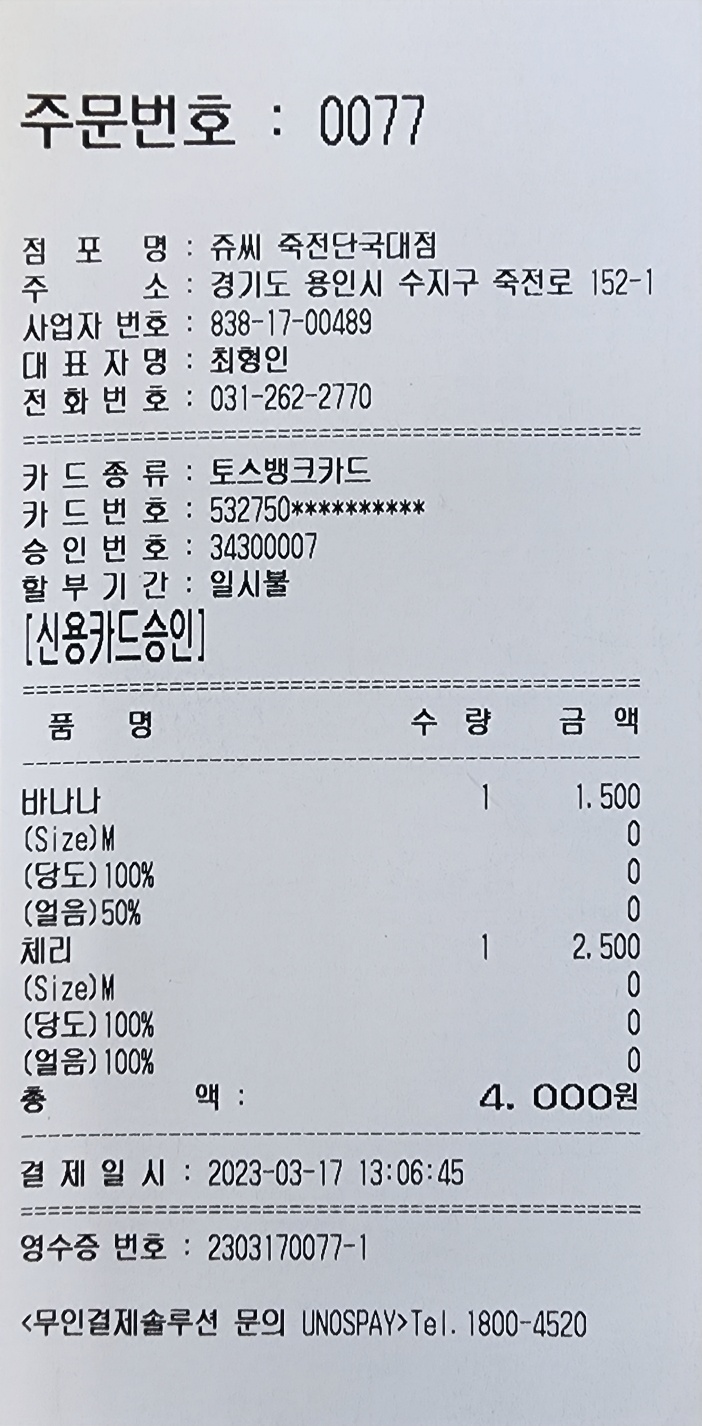 주문번호 : 0077
점 포 명 : 쥬씨 죽전단국대점
주 소 : 경기도 용인시 수지구 죽전로 152-1
사업자 번호 : 838-17-00489
대 표 자 명 : 최형인
전 화 번 호 : 031-262-2770
===============================================
카 드 종 류 : 토스뱅크카드
카 드 번 호 : 532750**********
승 인 번 호 : 34300007
할 부 기 간 : 일시불
[신용카드승인]
===============================================
품 명 수 량 금 액
-----------------------------------------------
바나나 1 1.500
(Size)M 0
(당도)100% 0
(얼음)50% 0
체리 1 2.500
(Size)M 0
(당도)100% 0
(얼음)100% 0
총 액 : 4. 000원
-----------------------------------------------
결 제 일 시 : 2023-03-17 13:06:45
===============================================
영수증 번호 : 2303170077-1
<무인결제솔루션 문의 UNOSPAY>Tel. 1800-4520